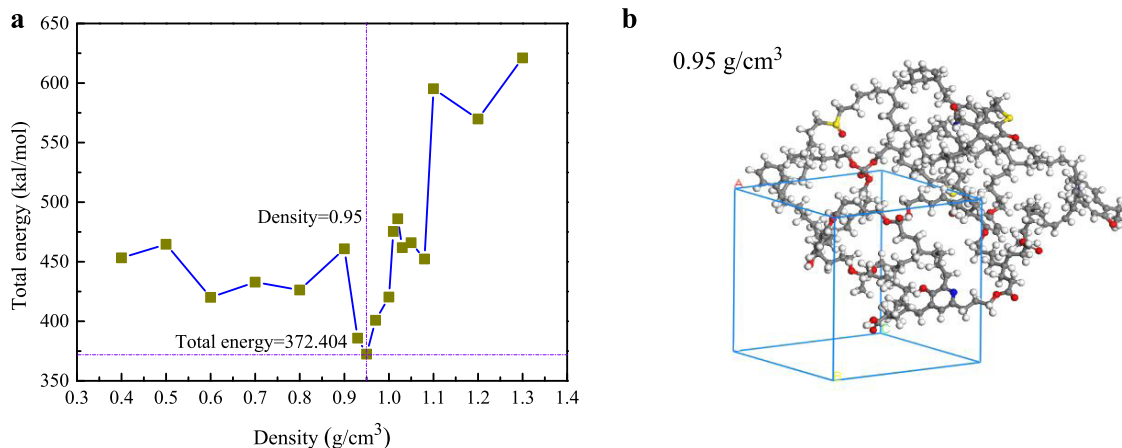 a
650
600
550
500
450
400
350
Total energy (kal/mol)
Density=0.95
Total energy=372.404
0.3 0.4 0.5 0.6 0.7 0.8 0.9 1.0 1.1 1.2 1.3 1.4
Density (g/cm³)
b
0.95 g/cm³
A
B